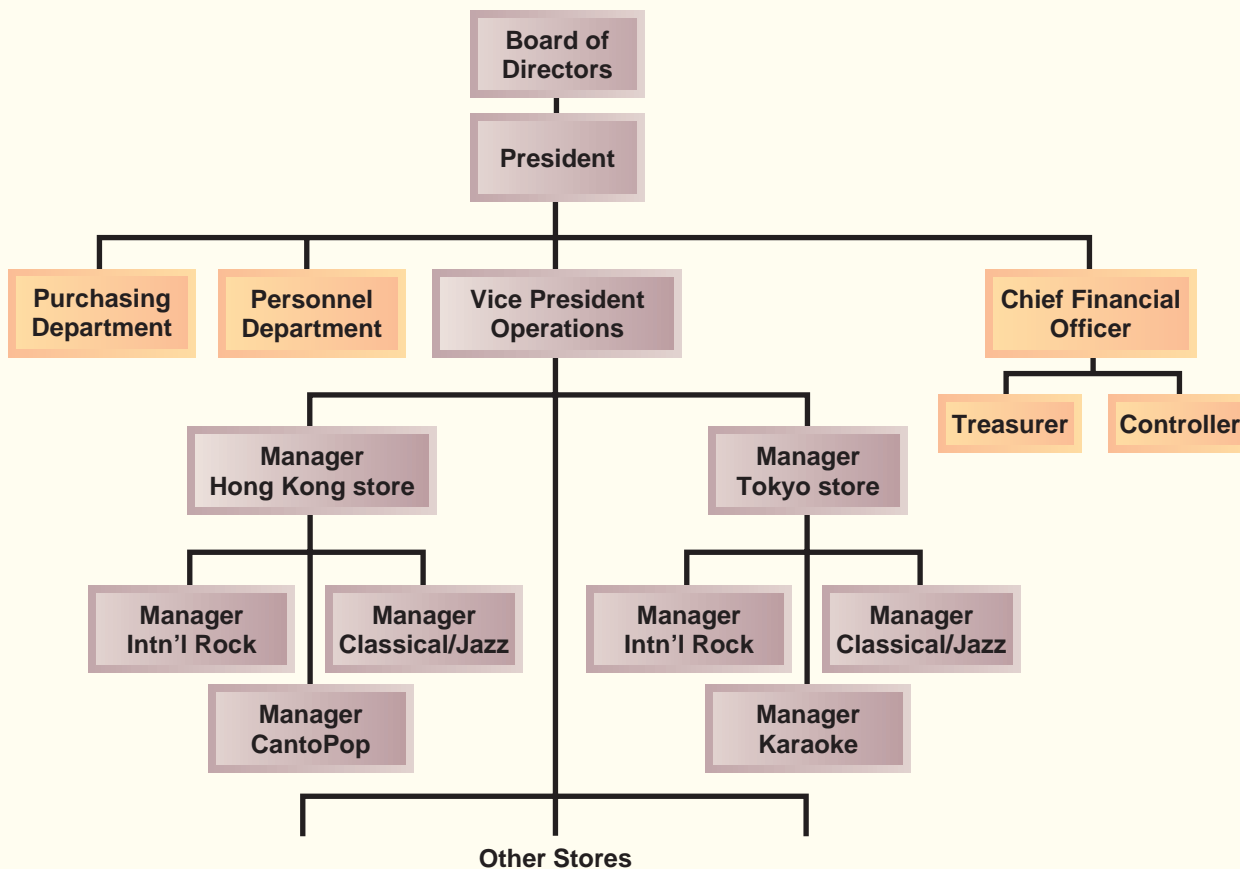 Board of
Directors
President
Purchasing
Department
Personnel
Department
Vice President
Operations
Chief Financial
Officer
Treasurer
Controller
Manager
Hong Kong store
Manager
Tokyo store
Manager
Intn’l Rock
Manager
Classical/Jazz
Manager
CantoPop
Manager
Intn’l Rock
Manager
Classical/Jazz
Manager
Karaoke
Other Stores